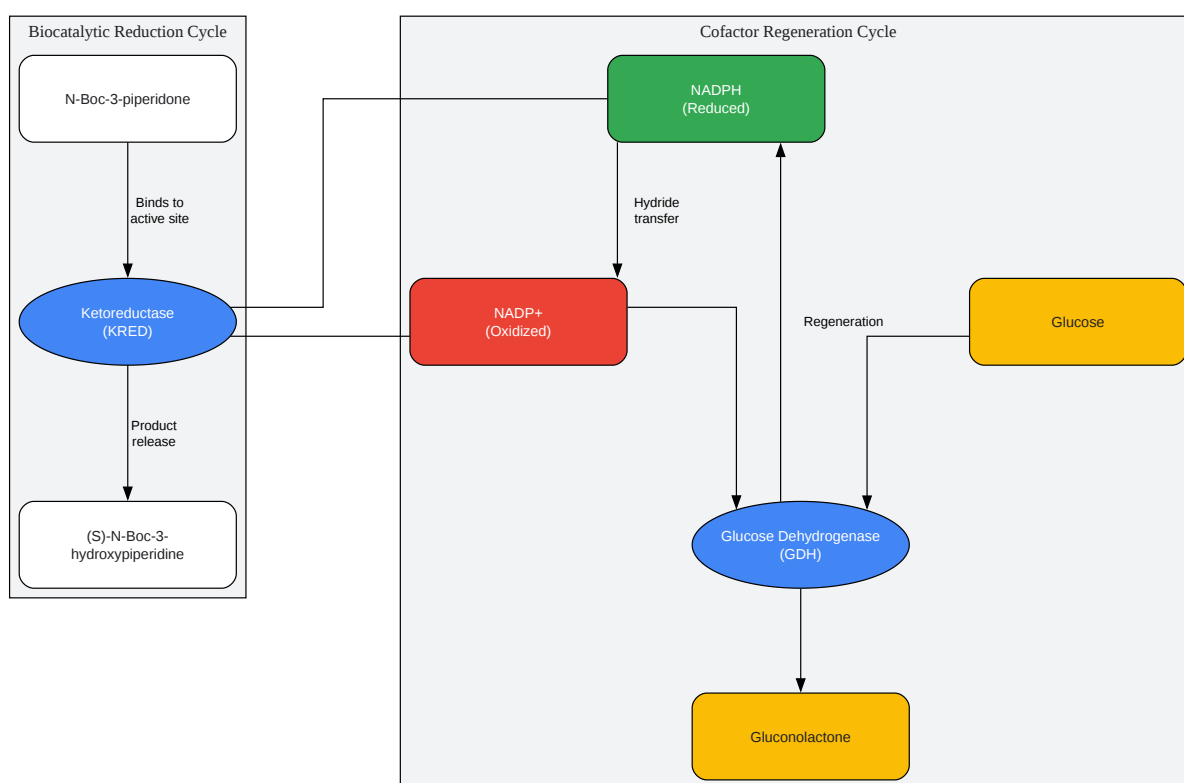 Biocatalytic Reduction Cycle
N-Boc-3-piperidone
Binds to
active site
Ketoreductase
(KRED)
Product
release
(S)-N-Boc-3-
hydroxypiperidine
Cofactor Regeneration Cycle
NADPH
(Reduced)
Hydride
transfer
NADP+
(Oxidized)
Regeneration
Glucose
Glucose Dehydrogenase
(GDH)
Gluconolactone